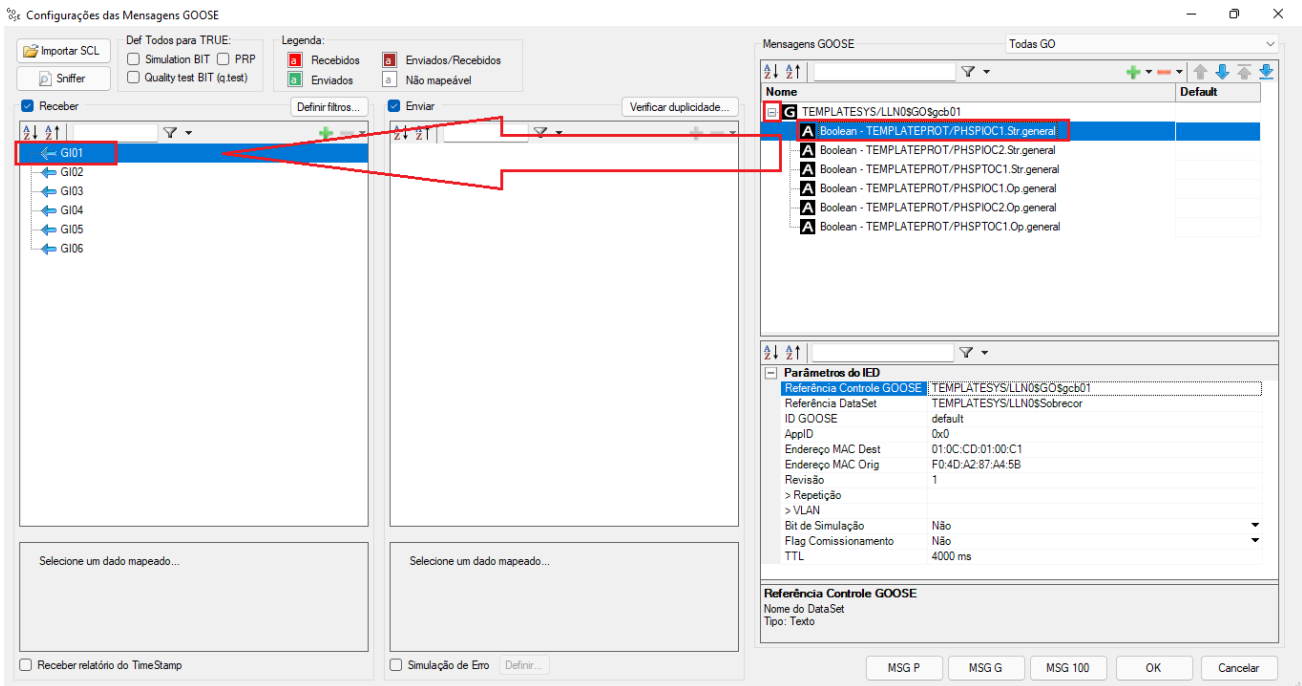 Configurações das Mensagens GOOSE
Importar SCL
Sniffer
Def Todos para TRUE:
Simulation BIT
PRP
Quality test BIT (q.test)
Legenda:
a Recebidos
a Enviados
a Enviados/Recebidos
a Não mapeável
Receber
Definir filtros...
GI01
GI02
GI03
GI04
GI05
GI06
Selecione um dado mapeado...
Receber relatório do TimeStamp
Enviar
Verificar duplicidade...
Selecione um dado mapeado...
Simulação de Erro
Definir...
Mensagens GOOSE
Todas GO
Nome Default
G TEMPLATESYS/LLN0$GO$gcb01
A Boolean - TEMPLATEPROT/PHSPIOC1.Str.general
A Boolean - TEMPLATEPROT/PHSPIOC2.Str.general
A Boolean - TEMPLATEPROT/PHSPTOC1.Str.general
A Boolean - TEMPLATEPROT/PHSPIOC1.Op.general
A Boolean - TEMPLATEPROT/PHSPIOC2.Op.general
A Boolean - TEMPLATEPROT/PHSPTOC1.Op.general
Parâmetros do IED
Referência Controle GOOSE TEMPLATESYS/LLN0$GO$gcb01
Referência DataSet TEMPLATESYS/LLN0$Sobrecor
ID GOOSE default
AppID 0x0
Endereço MAC Dest 01:0C:CD:01:00:C1
Endereço MAC Orig F0:4D:A2:87:A4:5B
Revisão 1
> Repetição
> VLAN
Bit de Simulação Não
Flag Comissionamento Não
TTL 4000 ms
Referência Controle GOOSE
Nome do DataSet
Tipo: Texto
MSG P
MSG G
MSG 100
OK
Cancelar